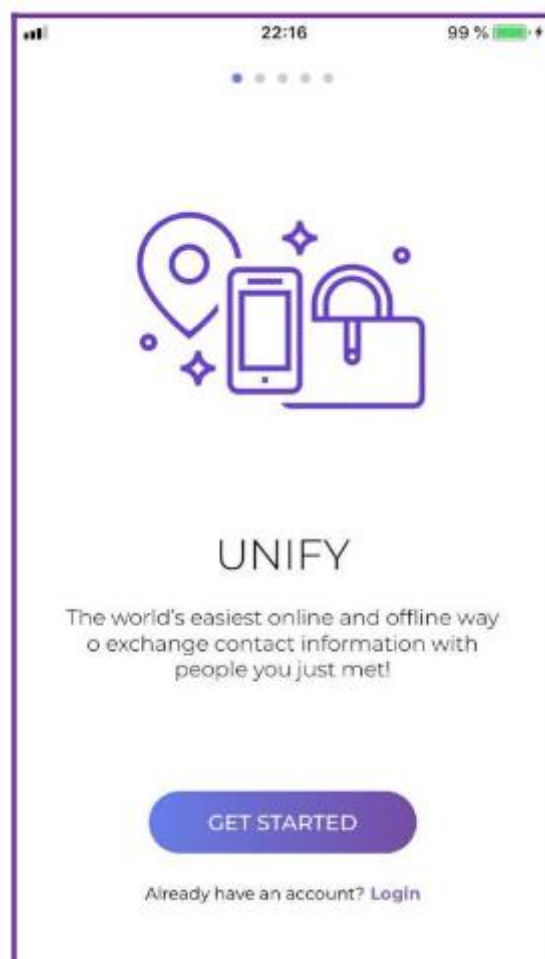 22:16
99 %
UNIFY
The world's easiest online and offline way
o exchange contact information with
people you just met!
GET STARTED
Already have an account? Login